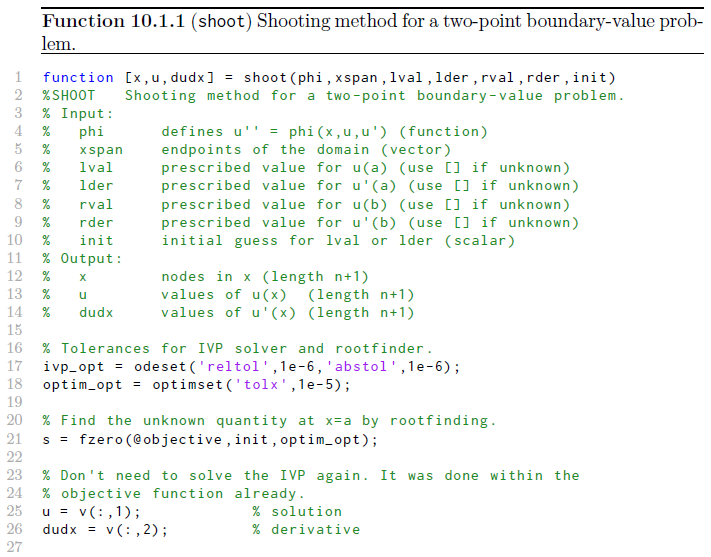 Function 10.1.1 (shoot) Shooting method for a two-point boundary-value prob-
lem.
1 function [x,u,dudx] = shoot(phi,xspan,lval,lder,rval,rder,init)
2 %SHOOT   Shooting method for a two-point boundary-value problem.
3 % Input:
4 %   phi      defines u'' = phi(x,u,u') (function)
5 %   xspan    endpoints of the domain (vector)
6 %   lval     prescribed value for u(a) (use [] if unknown)
7 %   lder     prescribed value for u'(a) (use [] if unknown)
8 %   rval     prescribed value for u(b) (use [] if unknown)
9 %   rder     prescribed value for u'(b) (use [] if unknown)
10 %   init     initial guess for lval or lder (scalar)
11 % Output:
12 %   x        nodes in x (length n+1)
13 %   u        values of u(x)  (length n+1)
14 %   dudx     values of u'(x) (length n+1)
15
16 % Tolerances for IVP solver and rootfinder.
17 ivp_opt = odeset('reltol',1e-6,'abstol',1e-6);
18 optim_opt = optimset('tolx',1e-5);
19
20 % Find the unknown quantity at x=a by rootfinding.
21 s = fzero(@objective,init,optim_opt);
22
23 % Don't need to solve the IVP again. It was done within the
24 % objective function already.
25 u = v(:,1);            % solution
26 dudx = v(:,2);         % derivative
27